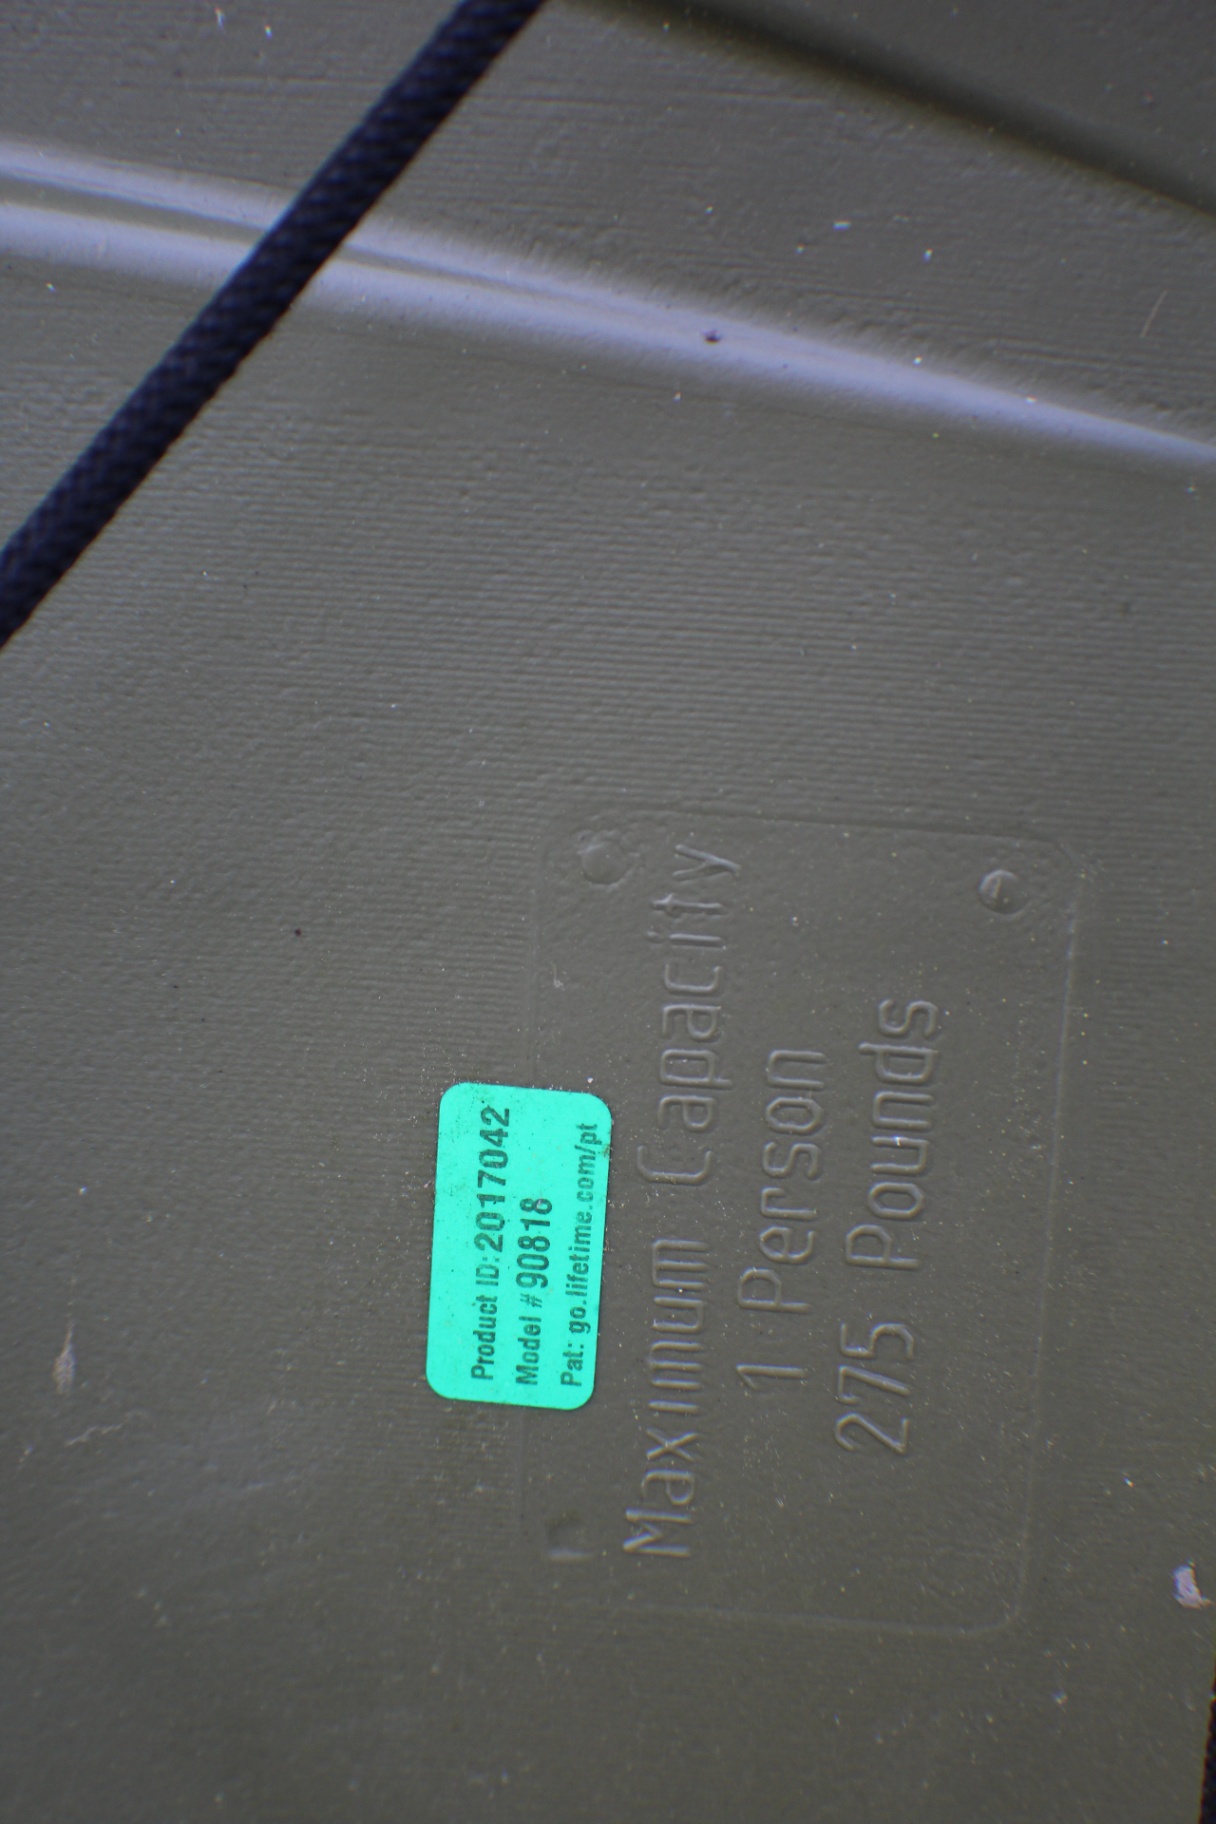 Product ID: 2017042
Model # 90818
Pat: go.lifetime.com/pt
Maximum Capacity
1 Person
275 Pounds